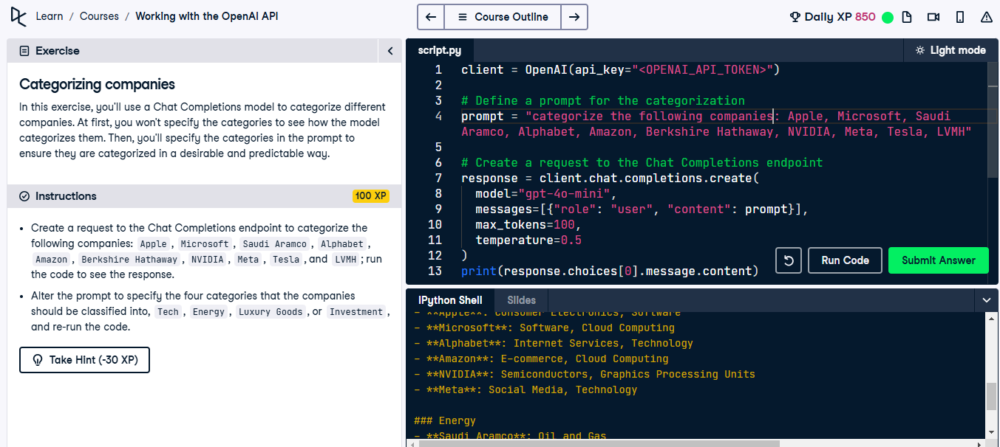 Learn / Courses / Working with the OpenAI API
Course Outline
Daily XP 850
Exercise
Categorizing companies
In this exercise, you'll use a Chat Completions model to categorize different
companies. At first, you won't specify the categories to see how the model
categorizes them. Then, you'll specify the categories in the prompt to
ensure they are categorized in a desirable and predictable way.
Instructions
100 XP
• Create a request to the Chat Completions endpoint to categorize the
following companies: Apple, Microsoft, Saudi Aramco, Alphabet,
Amazon, Berkshire Hathaway, NVIDIA, Meta, Tesla, and LVMH; run
the code to see the response.
• Alter the prompt to specify the four categories that the companies
should be classified into, Tech, Energy, Luxury Goods, or Investment,
and re-run the code.
Take Hint (-30 XP)
script.py
Light mode
1 client = OpenAI(api_key="<OPENAI_API_TOKEN>")
2
3 # Define a prompt for the categorization
4 prompt = "categorize the following companies: Apple, Microsoft, Saudi
Aramco, Alphabet, Amazon, Berkshire Hathaway, NVIDIA, Meta, Tesla, LVMH"
5
6 # Create a request to the Chat Completions endpoint
7 response = client.chat.completions.create(
8 model="gpt-4o-mini",
9 messages=[{"role": "user", "content": prompt}],
10 max_tokens=100,
11 temperature=0.5
12 )
13 print(response.choices[0].message.content)
Run Code
Submit Answer
IPython Shell
Slides
- **Apple**: Consumer Electronics, Software
- **Microsoft**: Software, Cloud Computing
- **Alphabet**: Internet Services, Technology
- **Amazon**: E-commerce, Cloud Computing
- **NVIDIA**: Semiconductors, Graphics Processing Units
- **Meta**: Social Media, Technology
### Energy
- **Saudi Aramco**: Oil and Gas